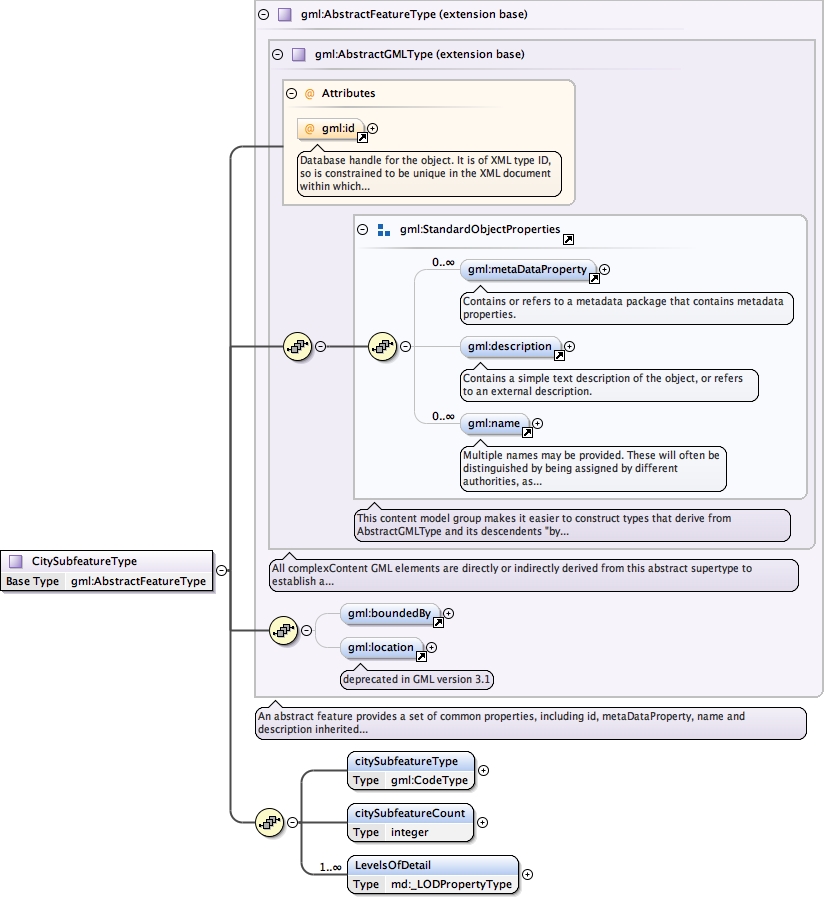 gml:AbstractFeatureType (extension base)
gml:AbstractGMLType (extension base)
@ Attributes
@ gml:id
Database handle for the object. It is of XML type ID,
so is constrained to be unique in the XML document
within which...
gml:StandardObjectProperties
0..∞
gml:metaDataProperty
Contains or refers to a metadata package that contains metadata
properties.
gml:description
Contains a simple text description of the object, or refers
to an external description.
0..∞
gml:name
Multiple names may be provided. These will often be
distinguished by being assigned by different
authorities, as...
This content model group makes it easier to construct types that derive from
AbstractGMLType and its descendents "by...
CitySubfeatureType
Base Type gml:AbstractFeatureType
All complexContent GML elements are directly or indirectly derived from this abstract supertype to
establish a...
gml:boundedBy
gml:location
deprecated in GML version 3.1
An abstract feature provides a set of common properties, including id, metaDataProperty, name and
description inherited...
citySubfeatureType
Type gml:CodeType
citySubfeatureCount
Type integer
1..∞
LevelsOfDetail
Type md:_LODPropertyType